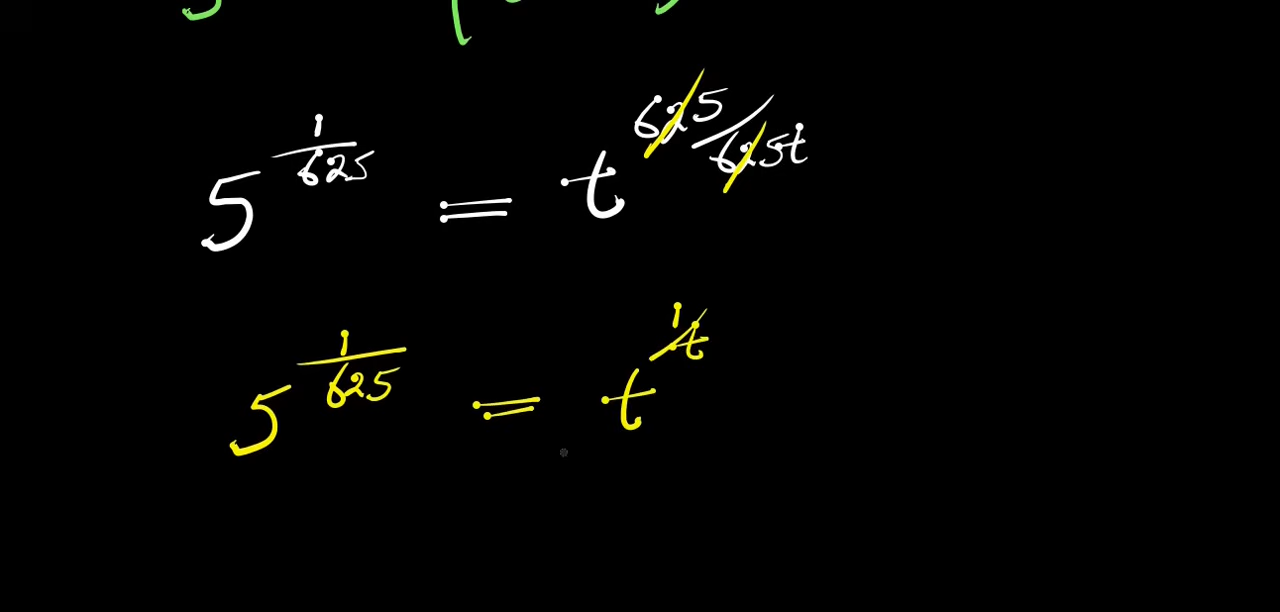 5^(1/625) = t^(625/625t)
5^(1/625) = t^(1/t)